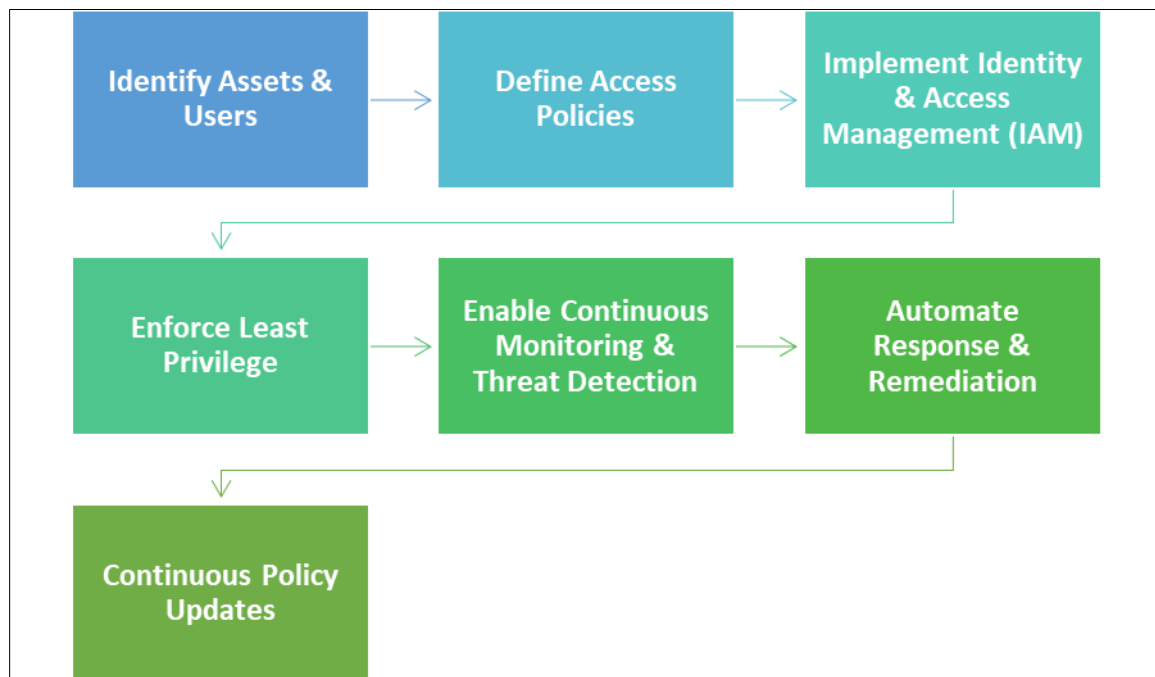 Identify Assets &
Users
Define Access
Policies
Implement Identity
& Access
Management (IAM)
Enforce Least
Privilege
Enable Continuous
Monitoring &
Threat Detection
Automate
Response &
Remediation
Continuous Policy
Updates